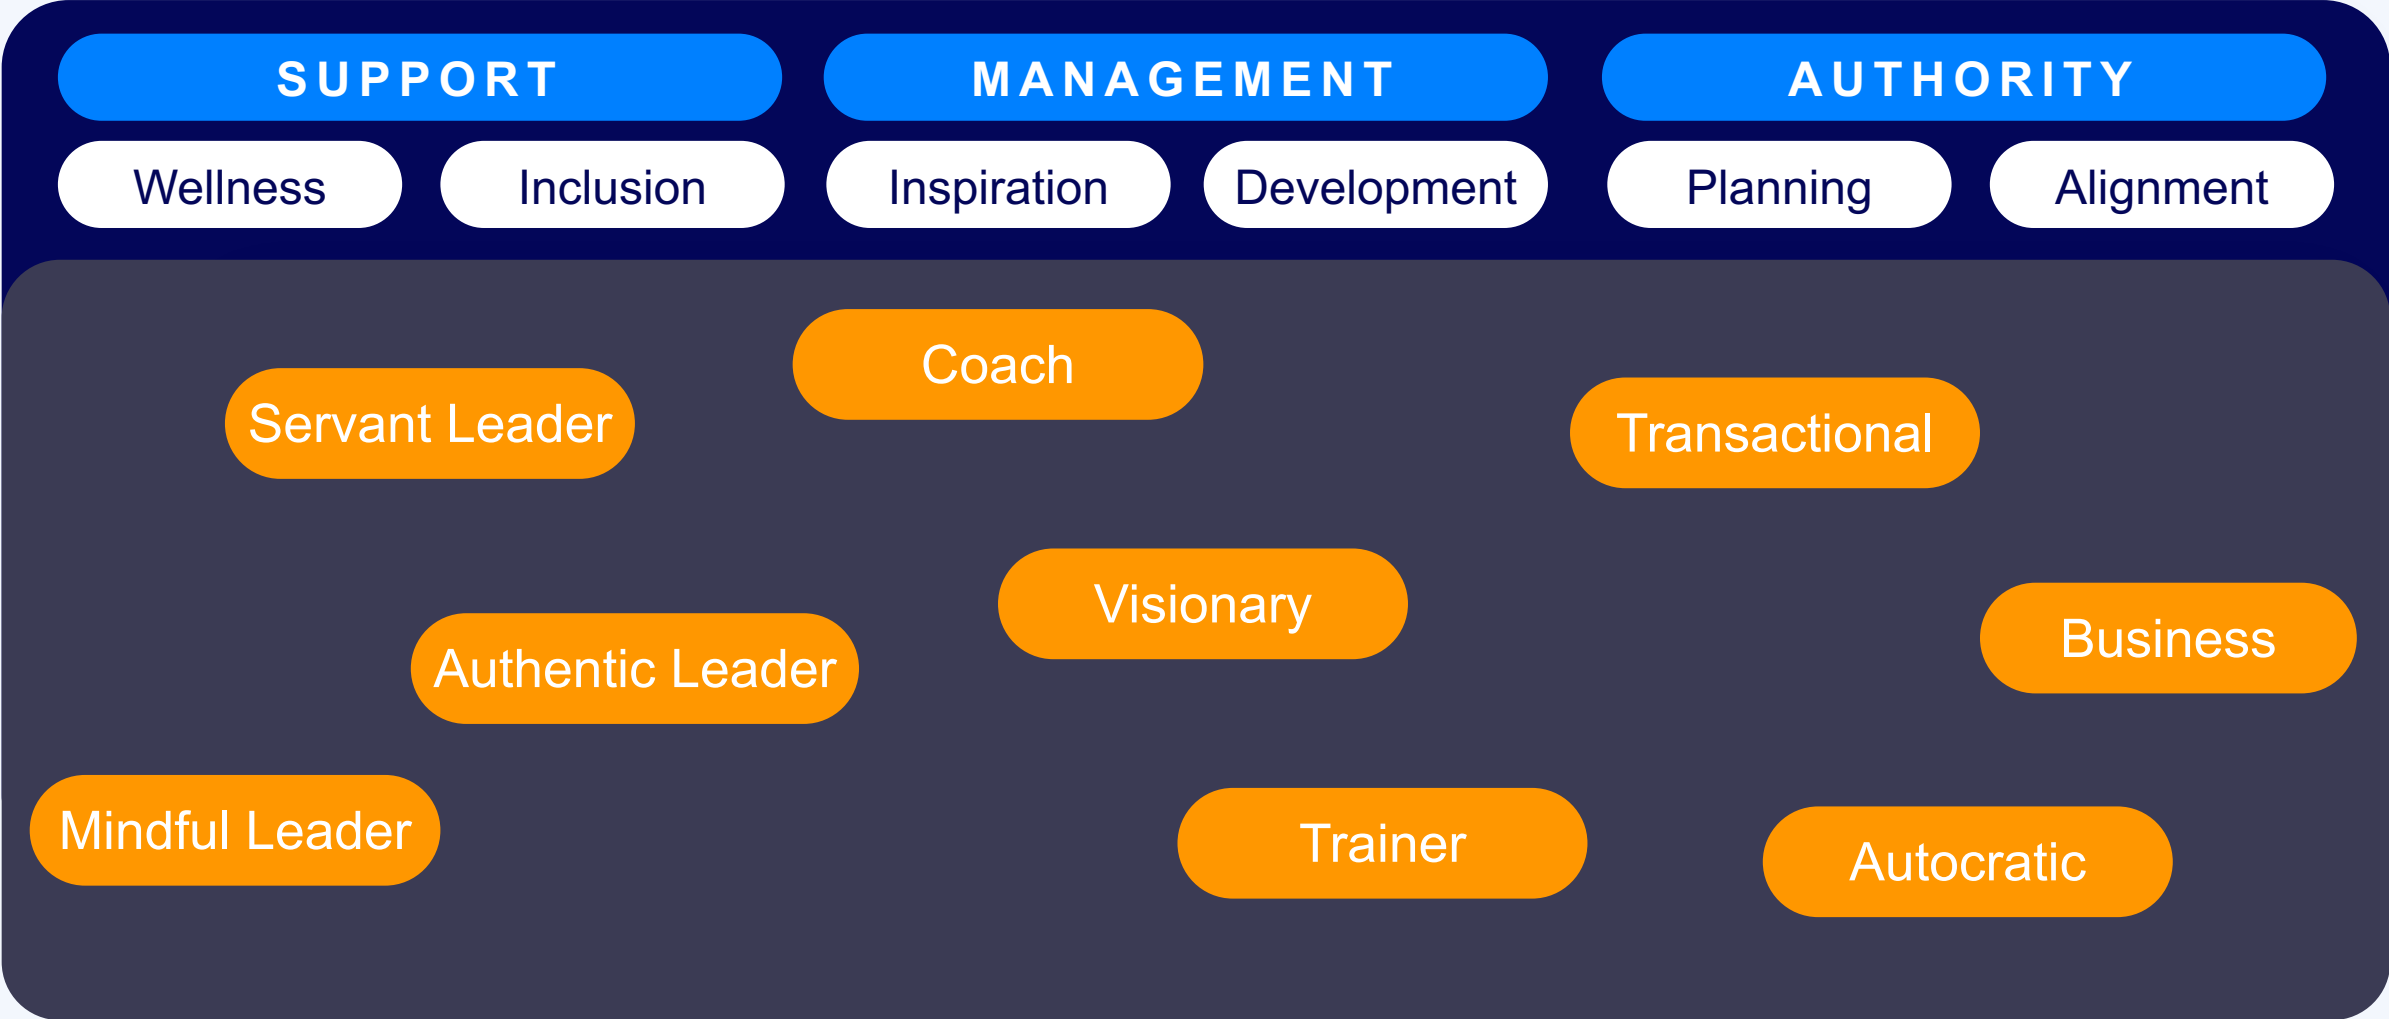 SUPPORT
MANAGEMENT
AUTHORITY
Wellness
Inclusion
Inspiration
Development
Planning
Alignment
Coach
Servant Leader
Transactional
Visionary
Business
Authentic Leader
Mindful Leader
Trainer
Autocratic